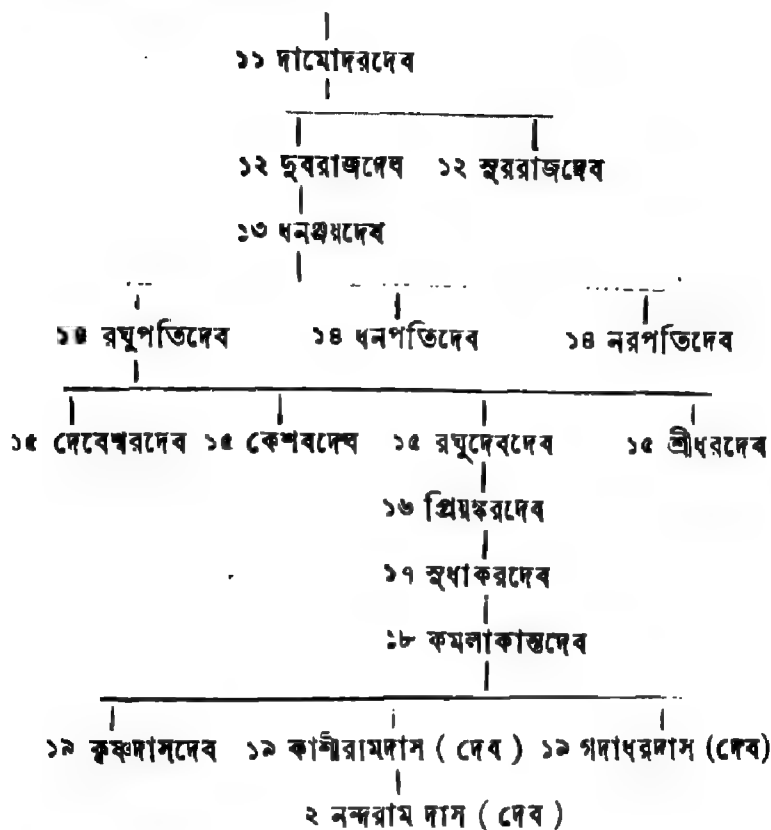 ১১ দামোদরদেব
১২ দুবরাজদেব ১২ সুররাজদেব
১৩ ধনঞ্জয়দেব
১৪ রঘুপতিদেব ১৪ ধনপতিদেব ১৪ নরপতিদেব
১৫ দেবেশ্বরদেব ১৫ কেশবদেব ১৫ রঘুদেবদেব ১৫ শ্রীধরদেব
১৬ প্রিয়ঙ্করদেব
১৭ সুধাকরদেব
১৮ কমলাকান্তদেব
১৯ কৃষ্ণদাসদেব ১৯ কাশীরামদাস ( দেব ) ১৯ গদাধরদাস (দেব)
২ নন্দরাম দাস ( দেব )